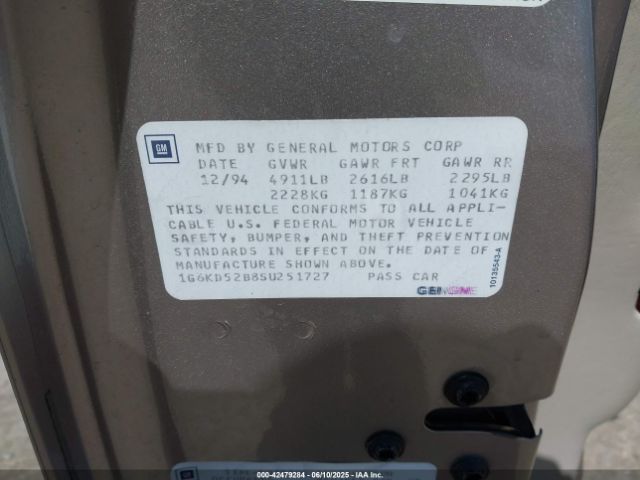 GM
MFD BY GENERAL MOTORS CORP
DATE GVWR GAWR FRT GAWR RR
12/94 4911LB 2616LB 2295LB
2228KG 1187KG 1041KG
THIS VEHICLE CONFORMS TO ALL APPLI-
CABLE U.S. FEDERAL MOTOR VEHICLE
SAFETY, BUMPER, AND THEFT PREVENTION
STANDARDS IN EFFECT ON THE DATE OF
MANUFACTURE SHOWN ABOVE.
1G6KD52B8SU251727 PASS CAR
10135543-A
GM
000-42479284 - 06/10/2025 - IAA Inc.